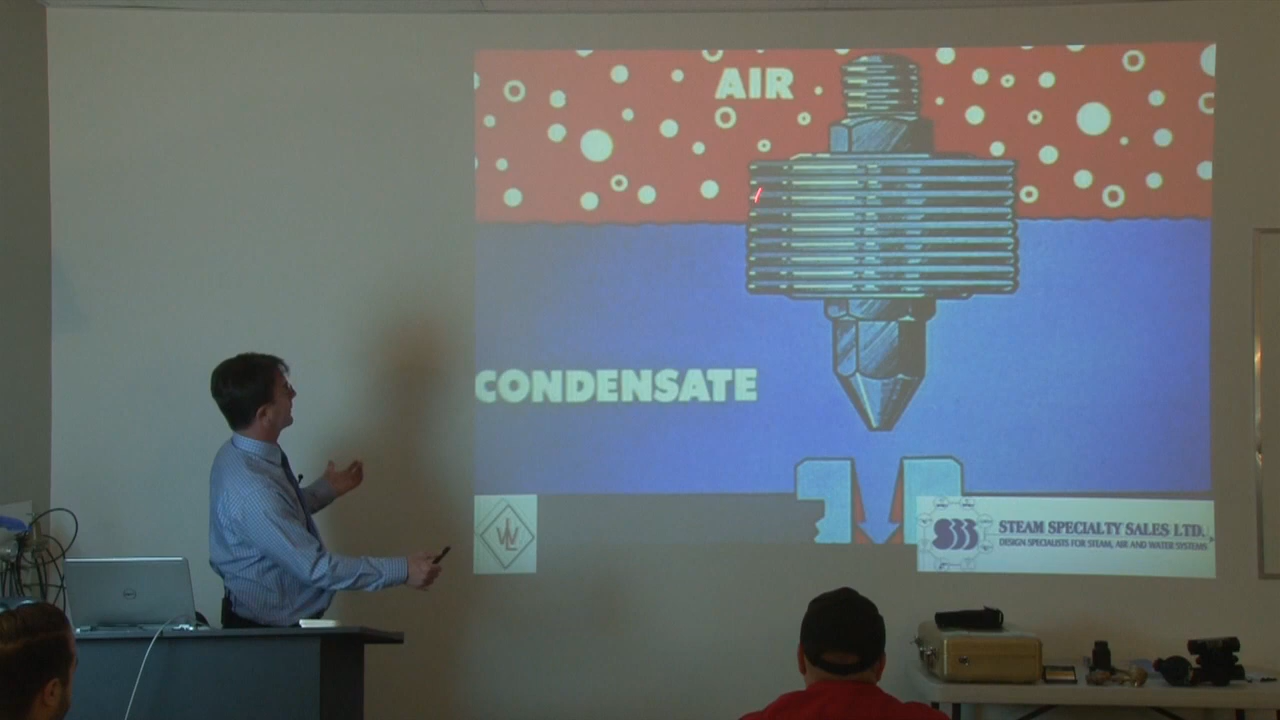 AIR
CONDENSATE
STEAM SPECIALTY SALES LTD.
DESIGN SPECIALISTS FOR STEAM, AIR AND WATER SYSTEMS